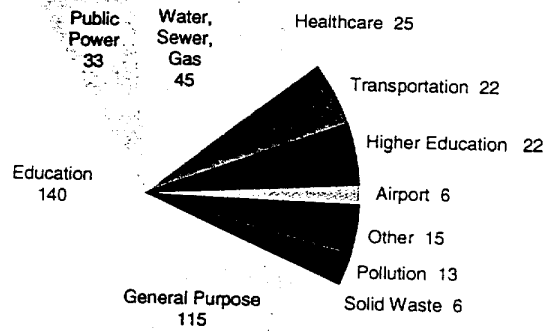 Public
Power
33
Water,
Sewer,
Gas
45
Healthcare 25
Transportation 22
Higher Education 22
Airport 6
Other 15
Pollution 13
Solid Waste 6
General Purpose
115
Education
140